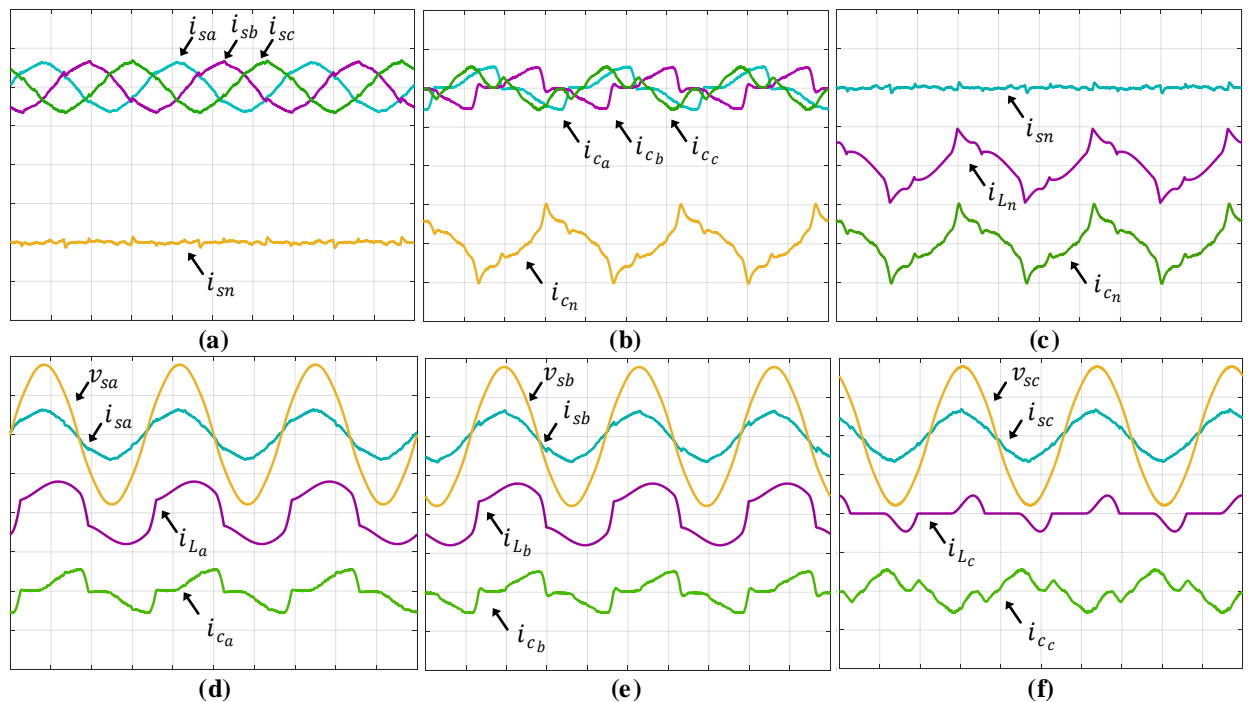 i_sa i_sb i_sc
i_sn
(a)
i_ca i_cb i_cc
i_cn
(b)
i_sn
i_Ln
i_cn
(c)
v_sa
i_sa
i_La
i_ca
(d)
v_sb
i_sb
i_Lb
i_cb
(e)
v_sc
i_sc
i_Lc
i_cc
(f)